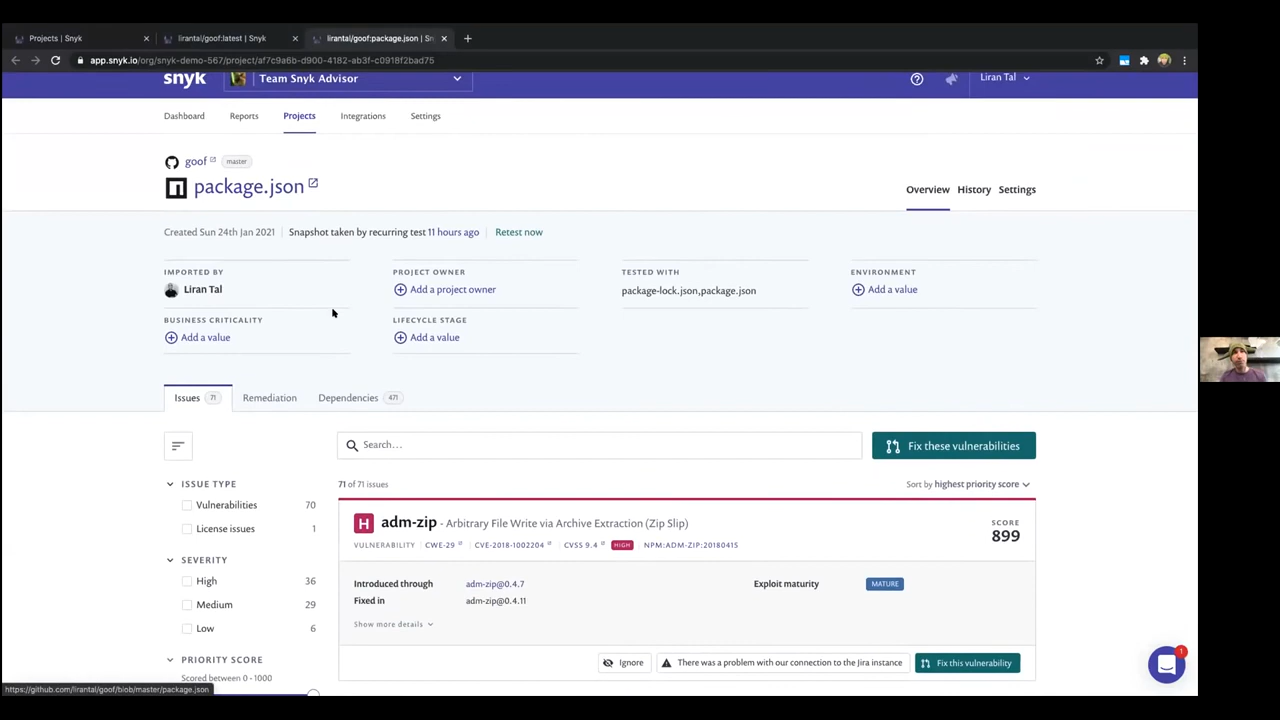 Projects | Snyk
lirantal/goof:latest | Snyk
lirantal/goof:package.json | Sn
app.snyk.io/org/snyk-demo-567/project/af7c9a6b-d900-4182-ab3f-c0918f2bad75
snyk
Team Snyk Advisor
Liran Tal
Dashboard
Reports
Projects
Integrations
Settings
goof
master
package.json
Overview
History
Settings
Created Sun 24th Jan 2021
Snapshot taken by recurring test 11 hours ago
Retest now
IMPORTED BY
Liran Tal
PROJECT OWNER
Add a project owner
TESTED WITH
package-lock.json,package.json
ENVIRONMENT
Add a value
BUSINESS CRITICALITY
Add a value
LIFECYCLE STAGE
Add a value
Issues 71
Remediation
Dependencies 471
Search...
Fix these vulnerabilities
71 of 71 issues
Sort by highest priority score
ISSUE TYPE
Vulnerabilities 70
License issues 1
SEVERITY
High 36
Medium 29
Low 6
PRIORITY SCORE
Scored between 0 - 1000
H adm-zip - Arbitrary File Write via Archive Extraction (Zip Slip)
VULNERABILITY | CWE-29 | CVE-2018-1002204 | CVSS 9.4 HIGH | NPM:ADM-ZIP:20180415
SCORE
899
Introduced through adm-zip@0.4.7
Fixed in adm-zip@0.4.11
Exploit maturity MATURE
Show more details
Ignore
There was a problem with our connection to the Jira instance
Fix this vulnerability
1
https://github.com/lirantal/goof/blob/master/package.json